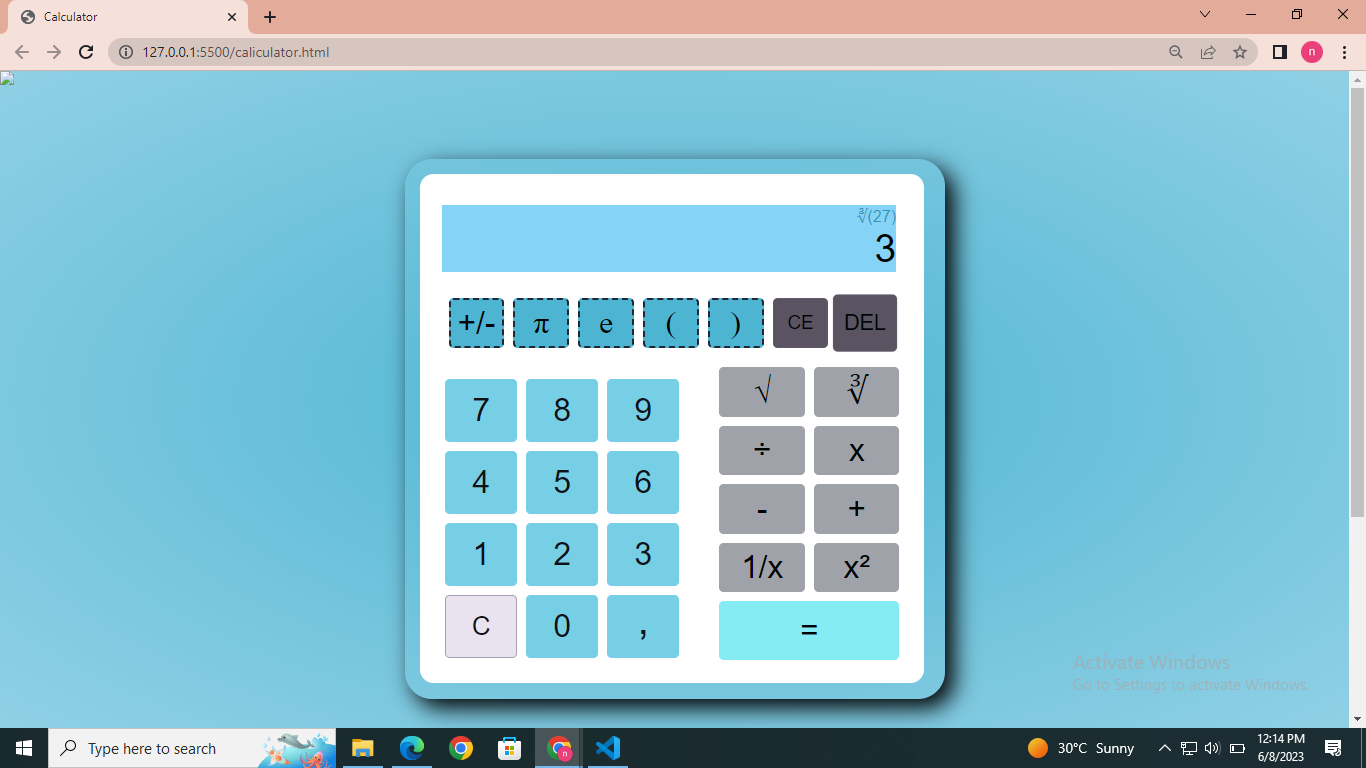 Calculator
127.0.0.1:5500/caliculator.html
n
∛(27)
3
+/- π e ( ) CE DEL
√ ∛
7 8 9
÷ x
4 5 6
- +
1 2 3
1/x x²
C 0 ,
=
Activate Windows
Go to Settings to activate Windows.
Type here to search
n
30°C Sunny
12:14 PM
6/8/2023